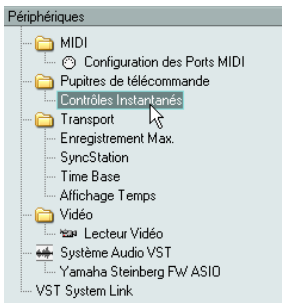 Périphériques
MIDI
Configuration des Ports MIDI
Pupitres de télécommande
Contrôles Instantanés
Transport
Enregistrement Max.
SyncStation
Time Base
Affichage Temps
Vidéo
Lecteur Vidéo
Système Audio VST
Yamaha Steinberg FW ASIO
VST System Link